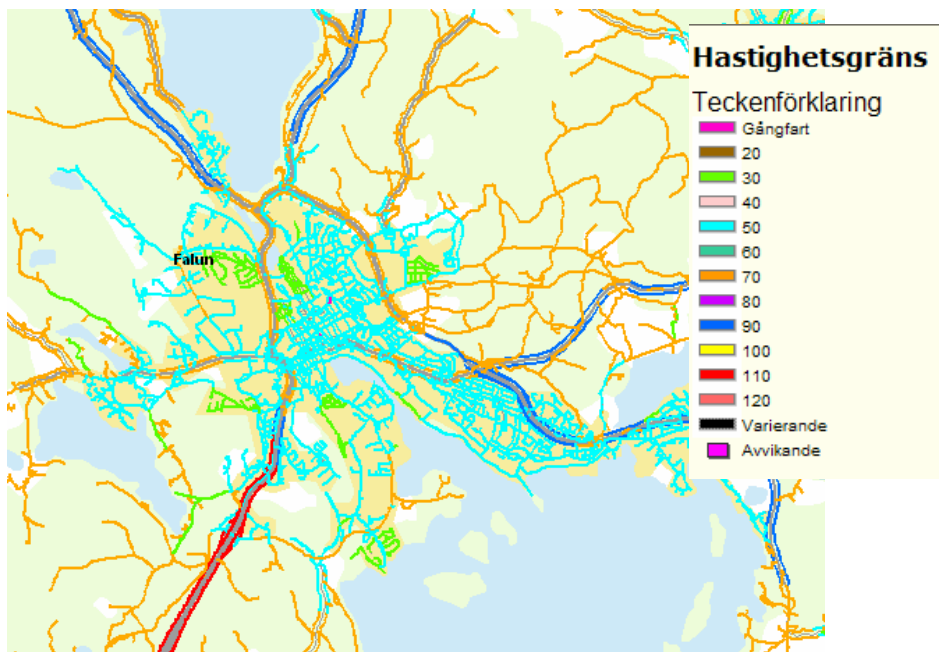 Hastighetsgräns
Teckenförklaring
Gångfart
20
30
40
50
60
70
80
90
100
110
120
Varierande
Avvikande
Falun